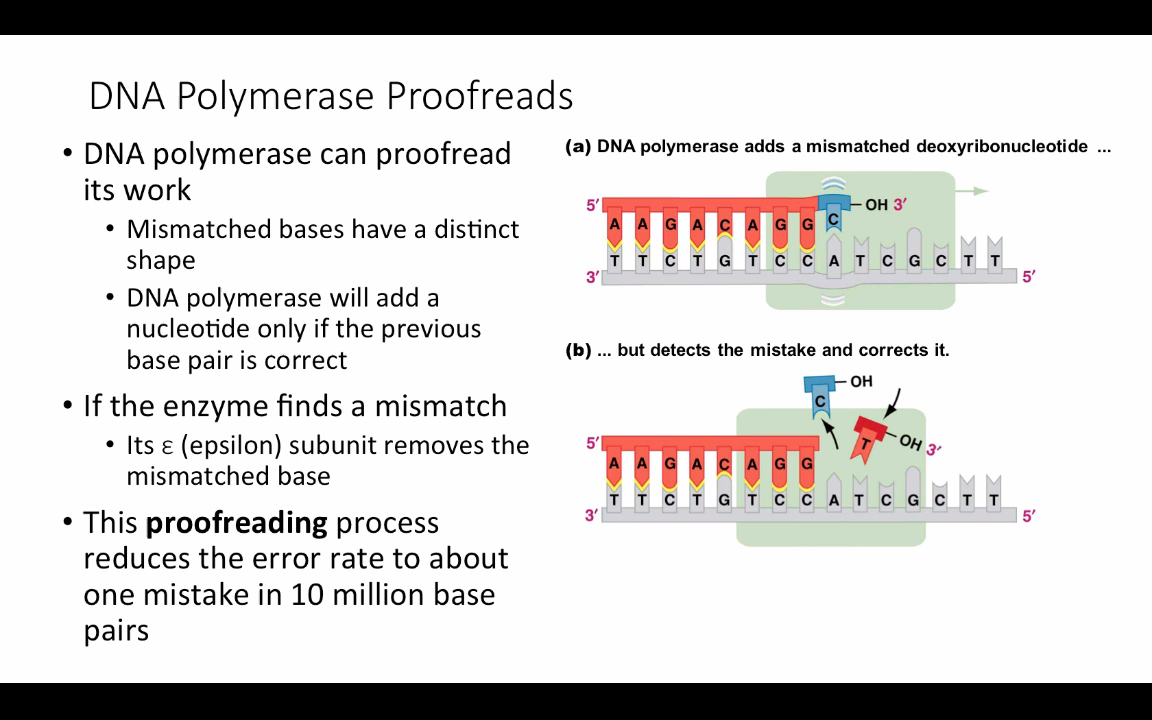 DNA Polymerase Proofreads
• DNA polymerase can proofread
its work
• Mismatched bases have a distinct
shape
• DNA polymerase will add a
nucleotide only if the previous
base pair is correct
• If the enzyme finds a mismatch
• Its ε (epsilon) subunit removes the
mismatched base
• This proofreading process
reduces the error rate to about
one mistake in 10 million base
pairs
(a) DNA polymerase adds a mismatched deoxyribonucleotide ...
5′ OH 3′
A A G A C A G G C
T T C T G T C C A T C G C T T
3′ 5′
(b) ... but detects the mistake and corrects it.
C OH
T OH 3′
5′
A A G A C A G G
T T C T G T C C A T C G C T T
3′ 5′